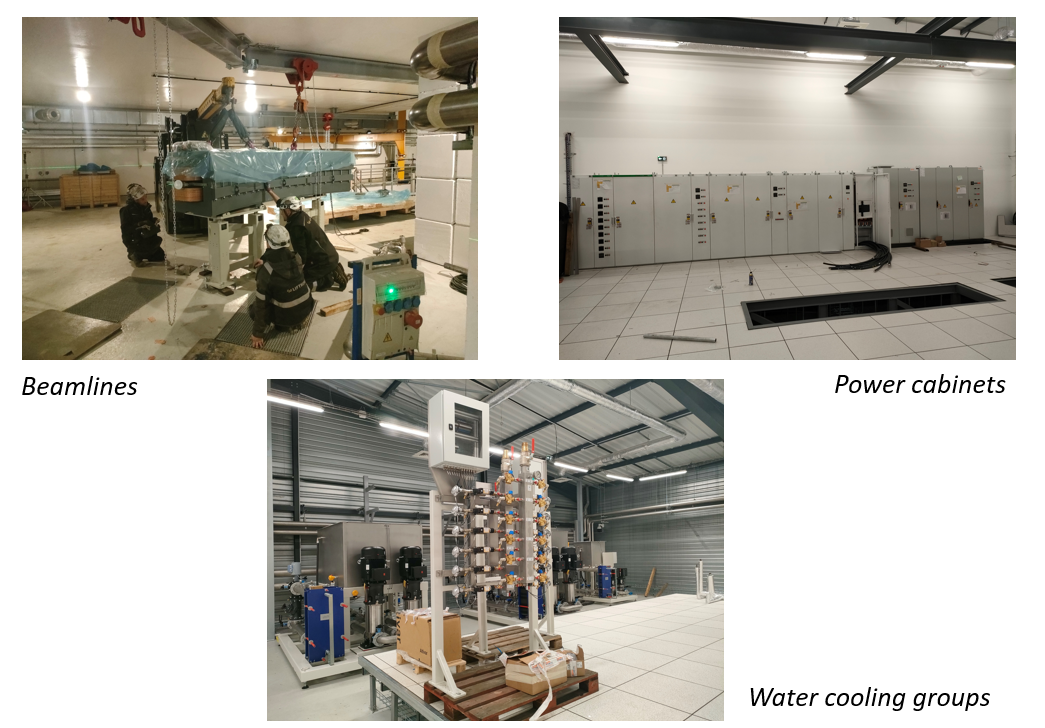 Beamlines
Power cabinets
Water cooling groups